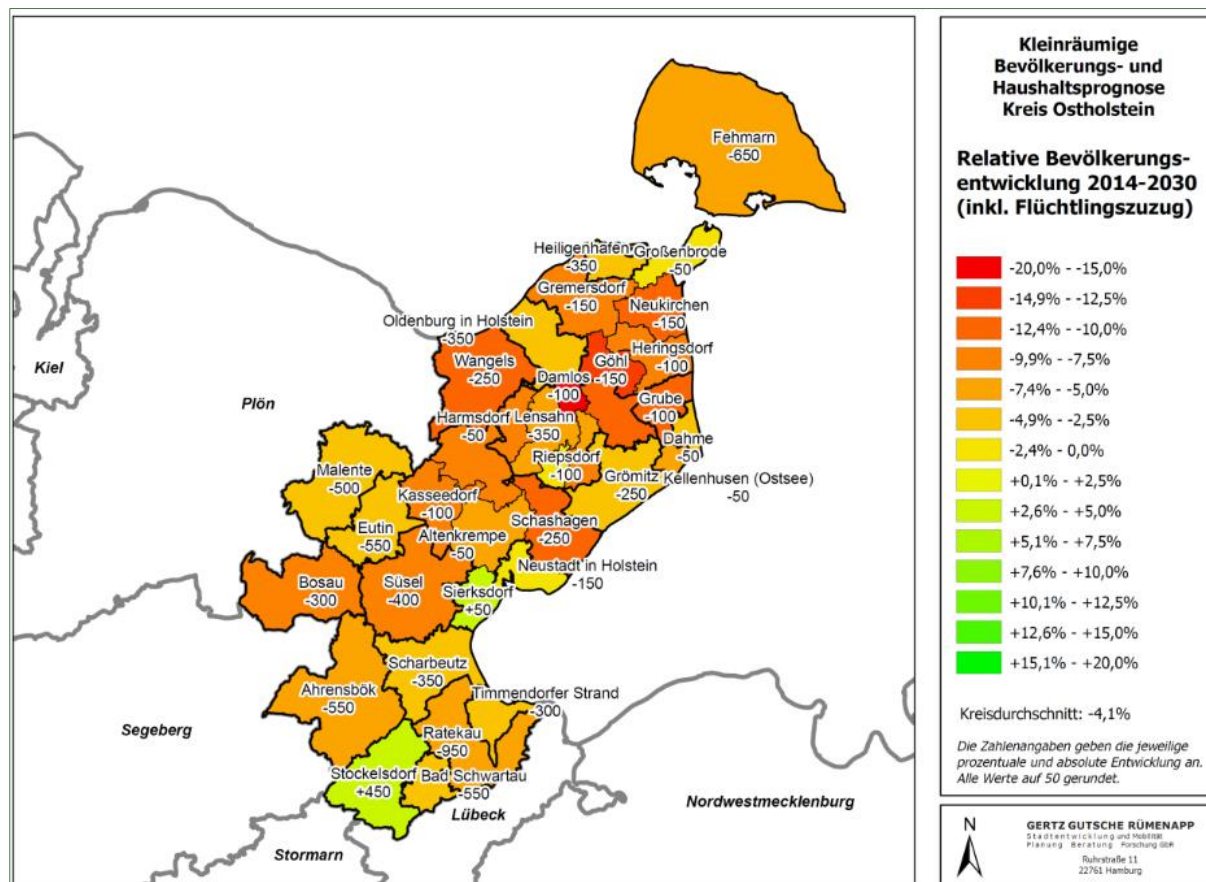 Fehmarn
-650
Heiligenhafen
-350
Großenbrode
-50
Gremersdorf
-150
Neukirchen
-150
Oldenburg in Holstein
-350
Wangels
-250
Göhl
-150
Heringsdorf
-100
Damlos
-100
Grube
-100
Harmsdorf
-50
Lensahn
-350
Dahme
-50
Riepsdorf
-100
Grömitz
-250
Kellenhusen (Ostsee)
-50
Malente
-500
Kasseedorf
-100
Schashagen
-250
Eutin
-550
Altenkrempe
-50
Neustadt in Holstein
-150
Bosau
-300
Süsel
-400
Sierksdorf
+50
Scharbeutz
-350
Ahrensbök
-550
Timmendorfer Strand
-300
Ratekau
-950
Stockelsdorf
+450
Bad Schwartau
-550
Kiel
Plön
Segeberg
Lübeck
Stormarn
Nordwestmecklenburg
Kleinräumige
Bevölkerungs- und
Haushaltsprognose
Kreis Ostholstein
Relative Bevölkerungs-
entwicklung 2014-2030
(inkl. Flüchtlingszuzug)
-20,0% - -15,0%
-14,9% - -12,5%
-12,4% - -10,0%
-9,9% - -7,5%
-7,4% - -5,0%
-4,9% - -2,5%
-2,4% - 0,0%
+0,1% - +2,5%
+2,6% - +5,0%
+5,1% - +7,5%
+7,6% - +10,0%
+10,1% - +12,5%
+12,6% - +15,0%
+15,1% - +20,0%
Kreisdurchschnitt: -4,1%
Die Zahlenangaben geben die jeweilige
prozentuale und absolute Entwicklung an.
Alle Werte auf 50 gerundet.
N
GERTZ GUTSCHE RÜMENAPP
Stadtentwicklung und Mobilität
Planung Beratung Forschung GbR
Ruhrstraße 11
22761 Hamburg